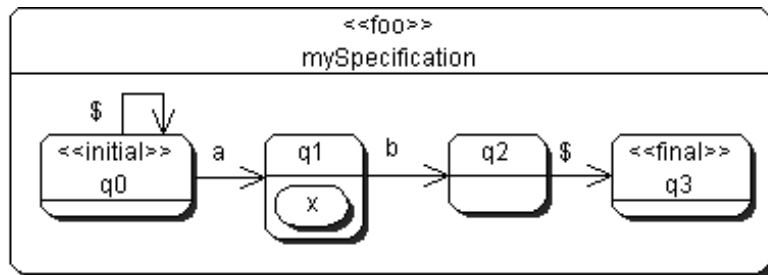 <<foo>>
mySpecification
$
<<initial>>
q0
a
q1
x
b
q2
$
<<final>>
q3